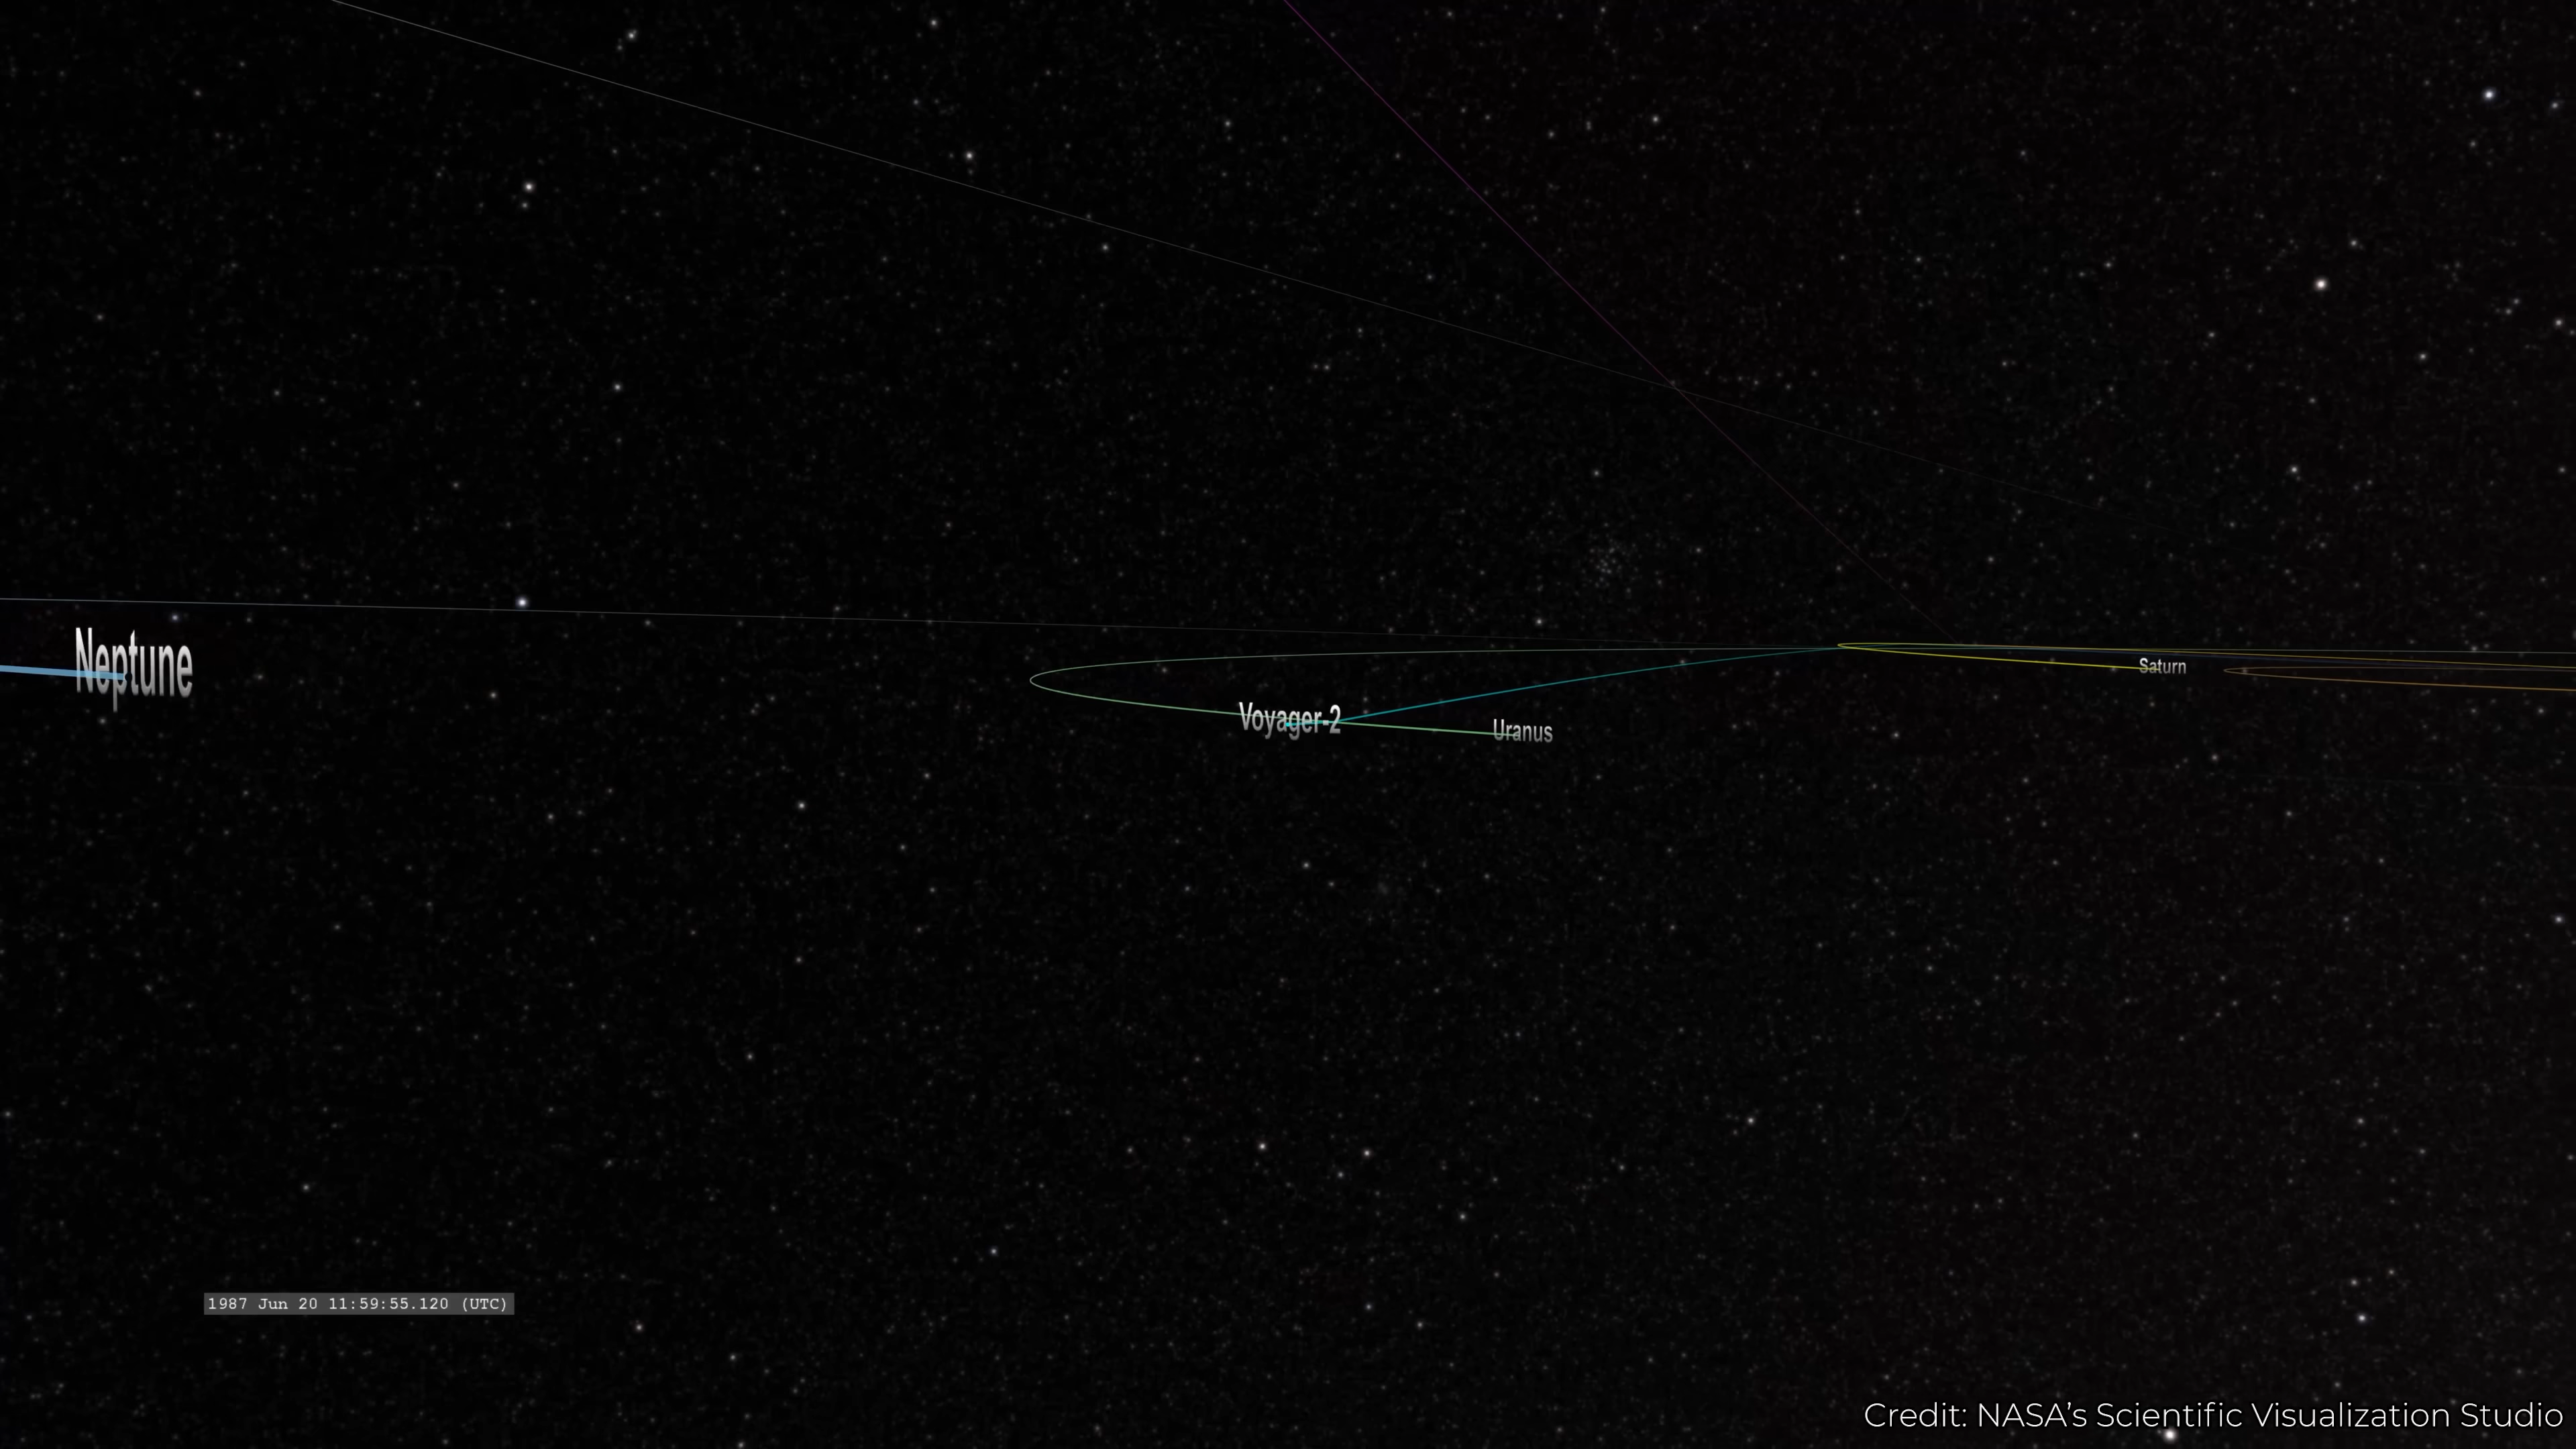 Neptune
Saturn
Voyager-2
Uranus
1987 Jun 20 11:59:55.120 (UTC)
Credit: NASA’s Scientific Visualization Studio